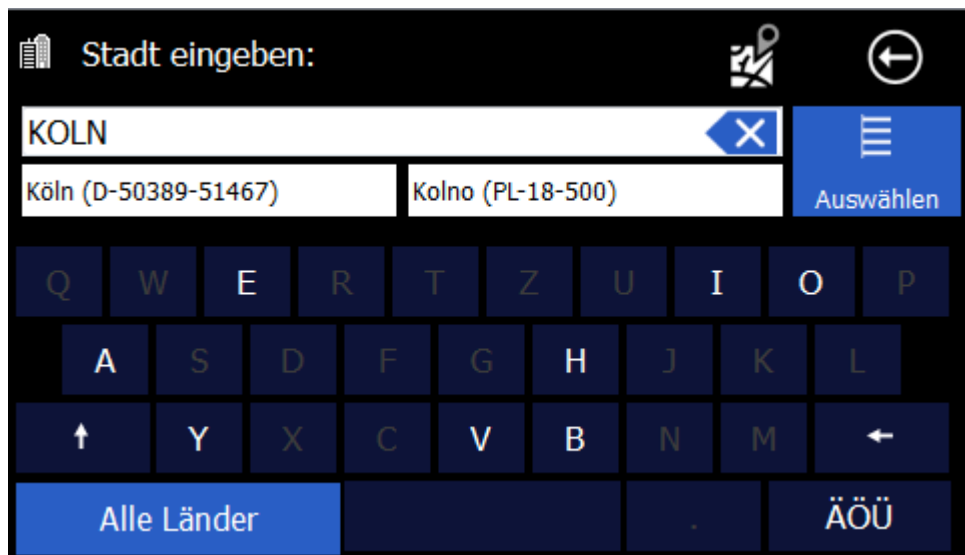 Stadt eingeben:
KOLN
Köln (D-50389-51467) Kolno (PL-18-500)
Auswählen
Q W E R T Z U I O P
A S D F G H J K L
Y X C V B N M
Alle Länder . ÄÖÜ